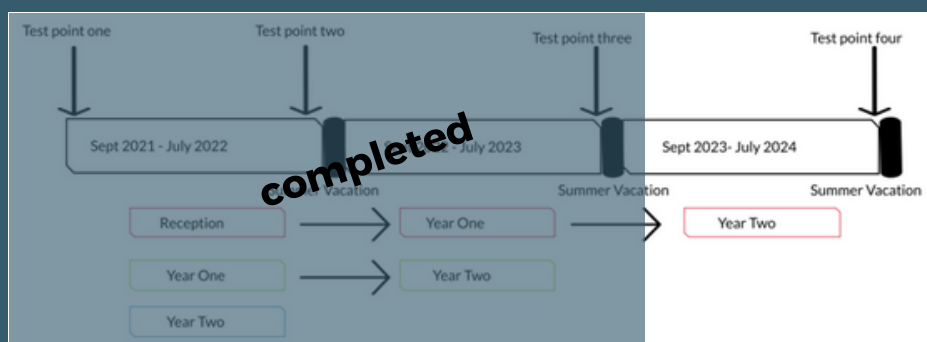 Test point one
Test point two
Test point three
Test point four
Sept 2021 - July 2022
- July 2023
Sept 2023- July 2024
completed
Vacation
Summer Vacation
Summer Vacation
Reception
Year One
Year Two
Year One
Year Two
Year Two